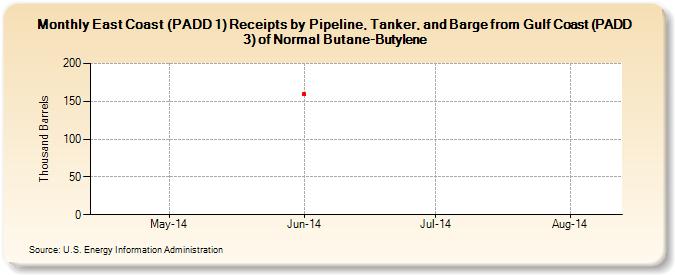 Monthly East Coast (PADD 1) Receipts by Pipeline, Tanker, and Barge from Gulf Coast (PADD
3) of Normal Butane-Butylene
Thousand Barrels
200
150
100
50
0
May-14 Jun-14 Jul-14 Aug-14
Source: U.S. Energy Information Administration